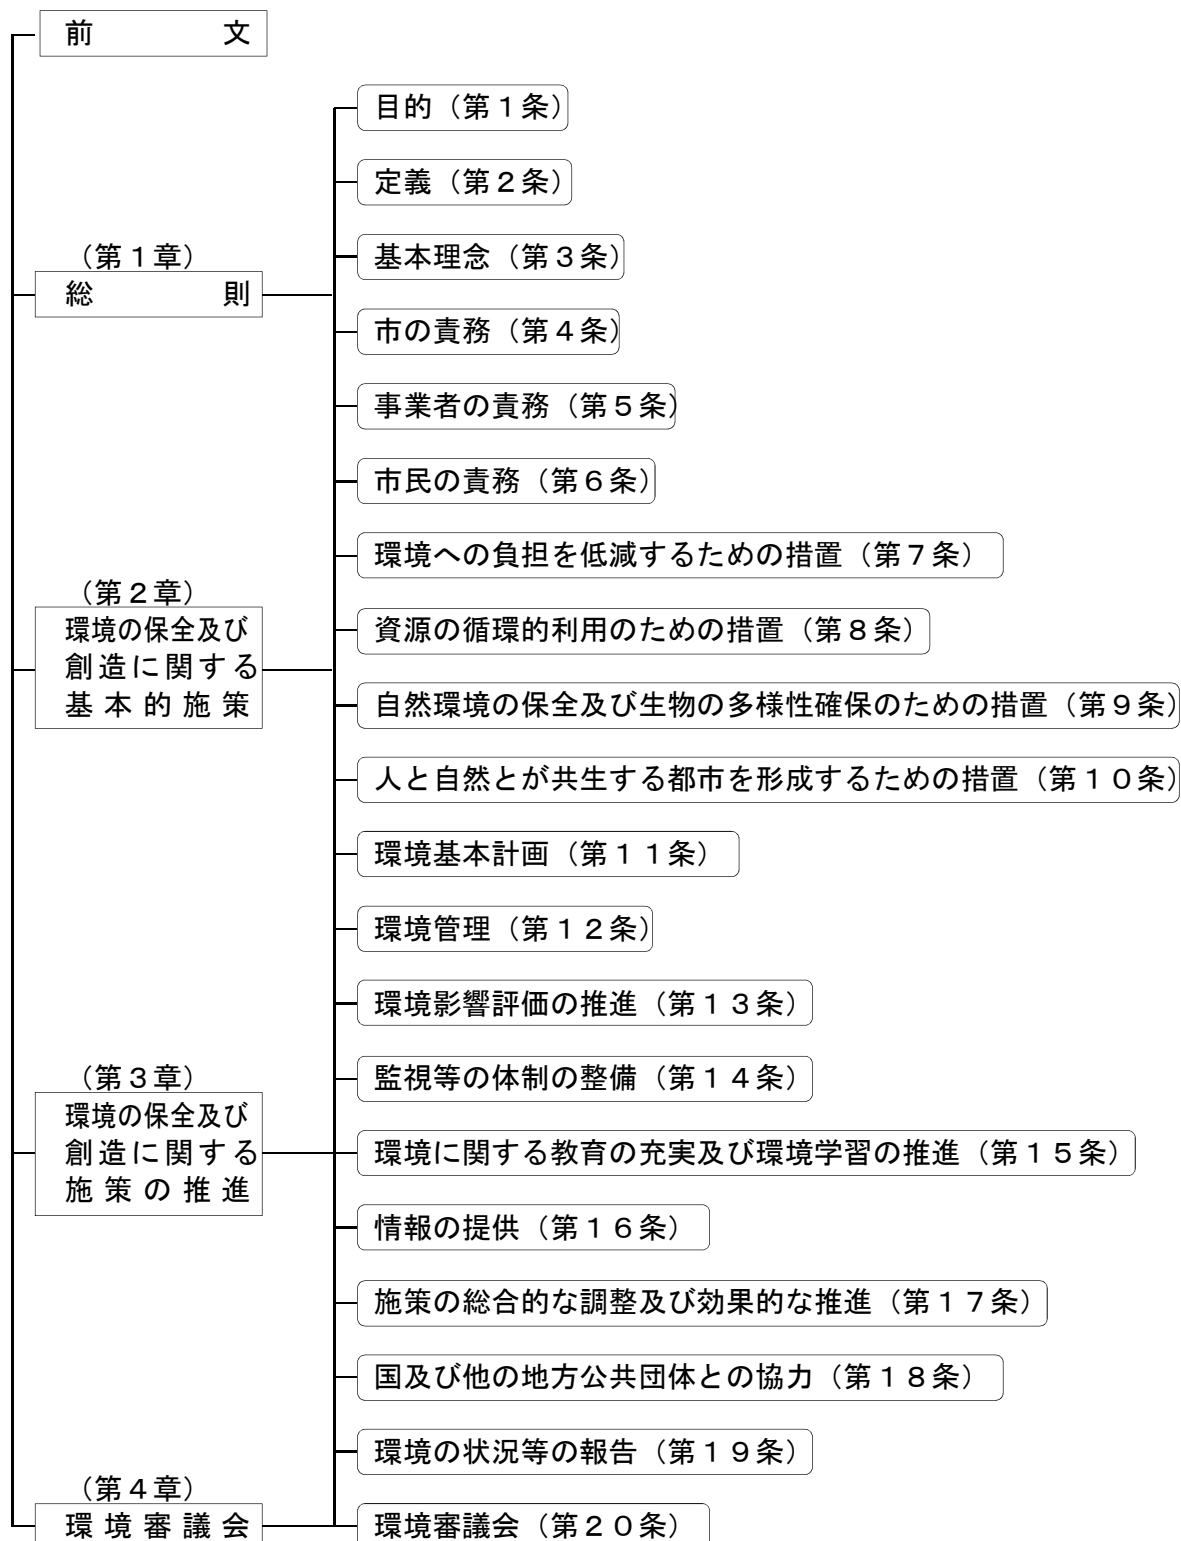 前　　　　文
目的（第１条）
定義（第２条）
（第１章）
基本理念（第３条）
総　　　　則
市の責務（第４条）
事業者の責務（第５条）
市民の責務（第６条）
環境への負担を低減するための措置（第７条）
（第２章）
環境の保全及び
創造に関する
基本的施策
資源の循環的利用のための措置（第８条）
自然環境の保全及び生物の多様性確保のための措置（第９条）
人と自然とが共生する都市を形成するための措置（第１０条）
環境基本計画（第１１条）
環境管理（第１２条）
環境影響評価の推進（第１３条）
（第３章）
環境の保全及び
創造に関する
施策の推進
監視等の体制の整備（第１４条）
環境に関する教育の充実及び環境学習の推進（第１５条）
情報の提供（第１６条）
施策の総合的な調整及び効果的な推進（第１７条）
国及び他の地方公共団体との協力（第１８条）
環境の状況等の報告（第１９条）
（第４章）
環境審議会
環境審議会（第２０条）